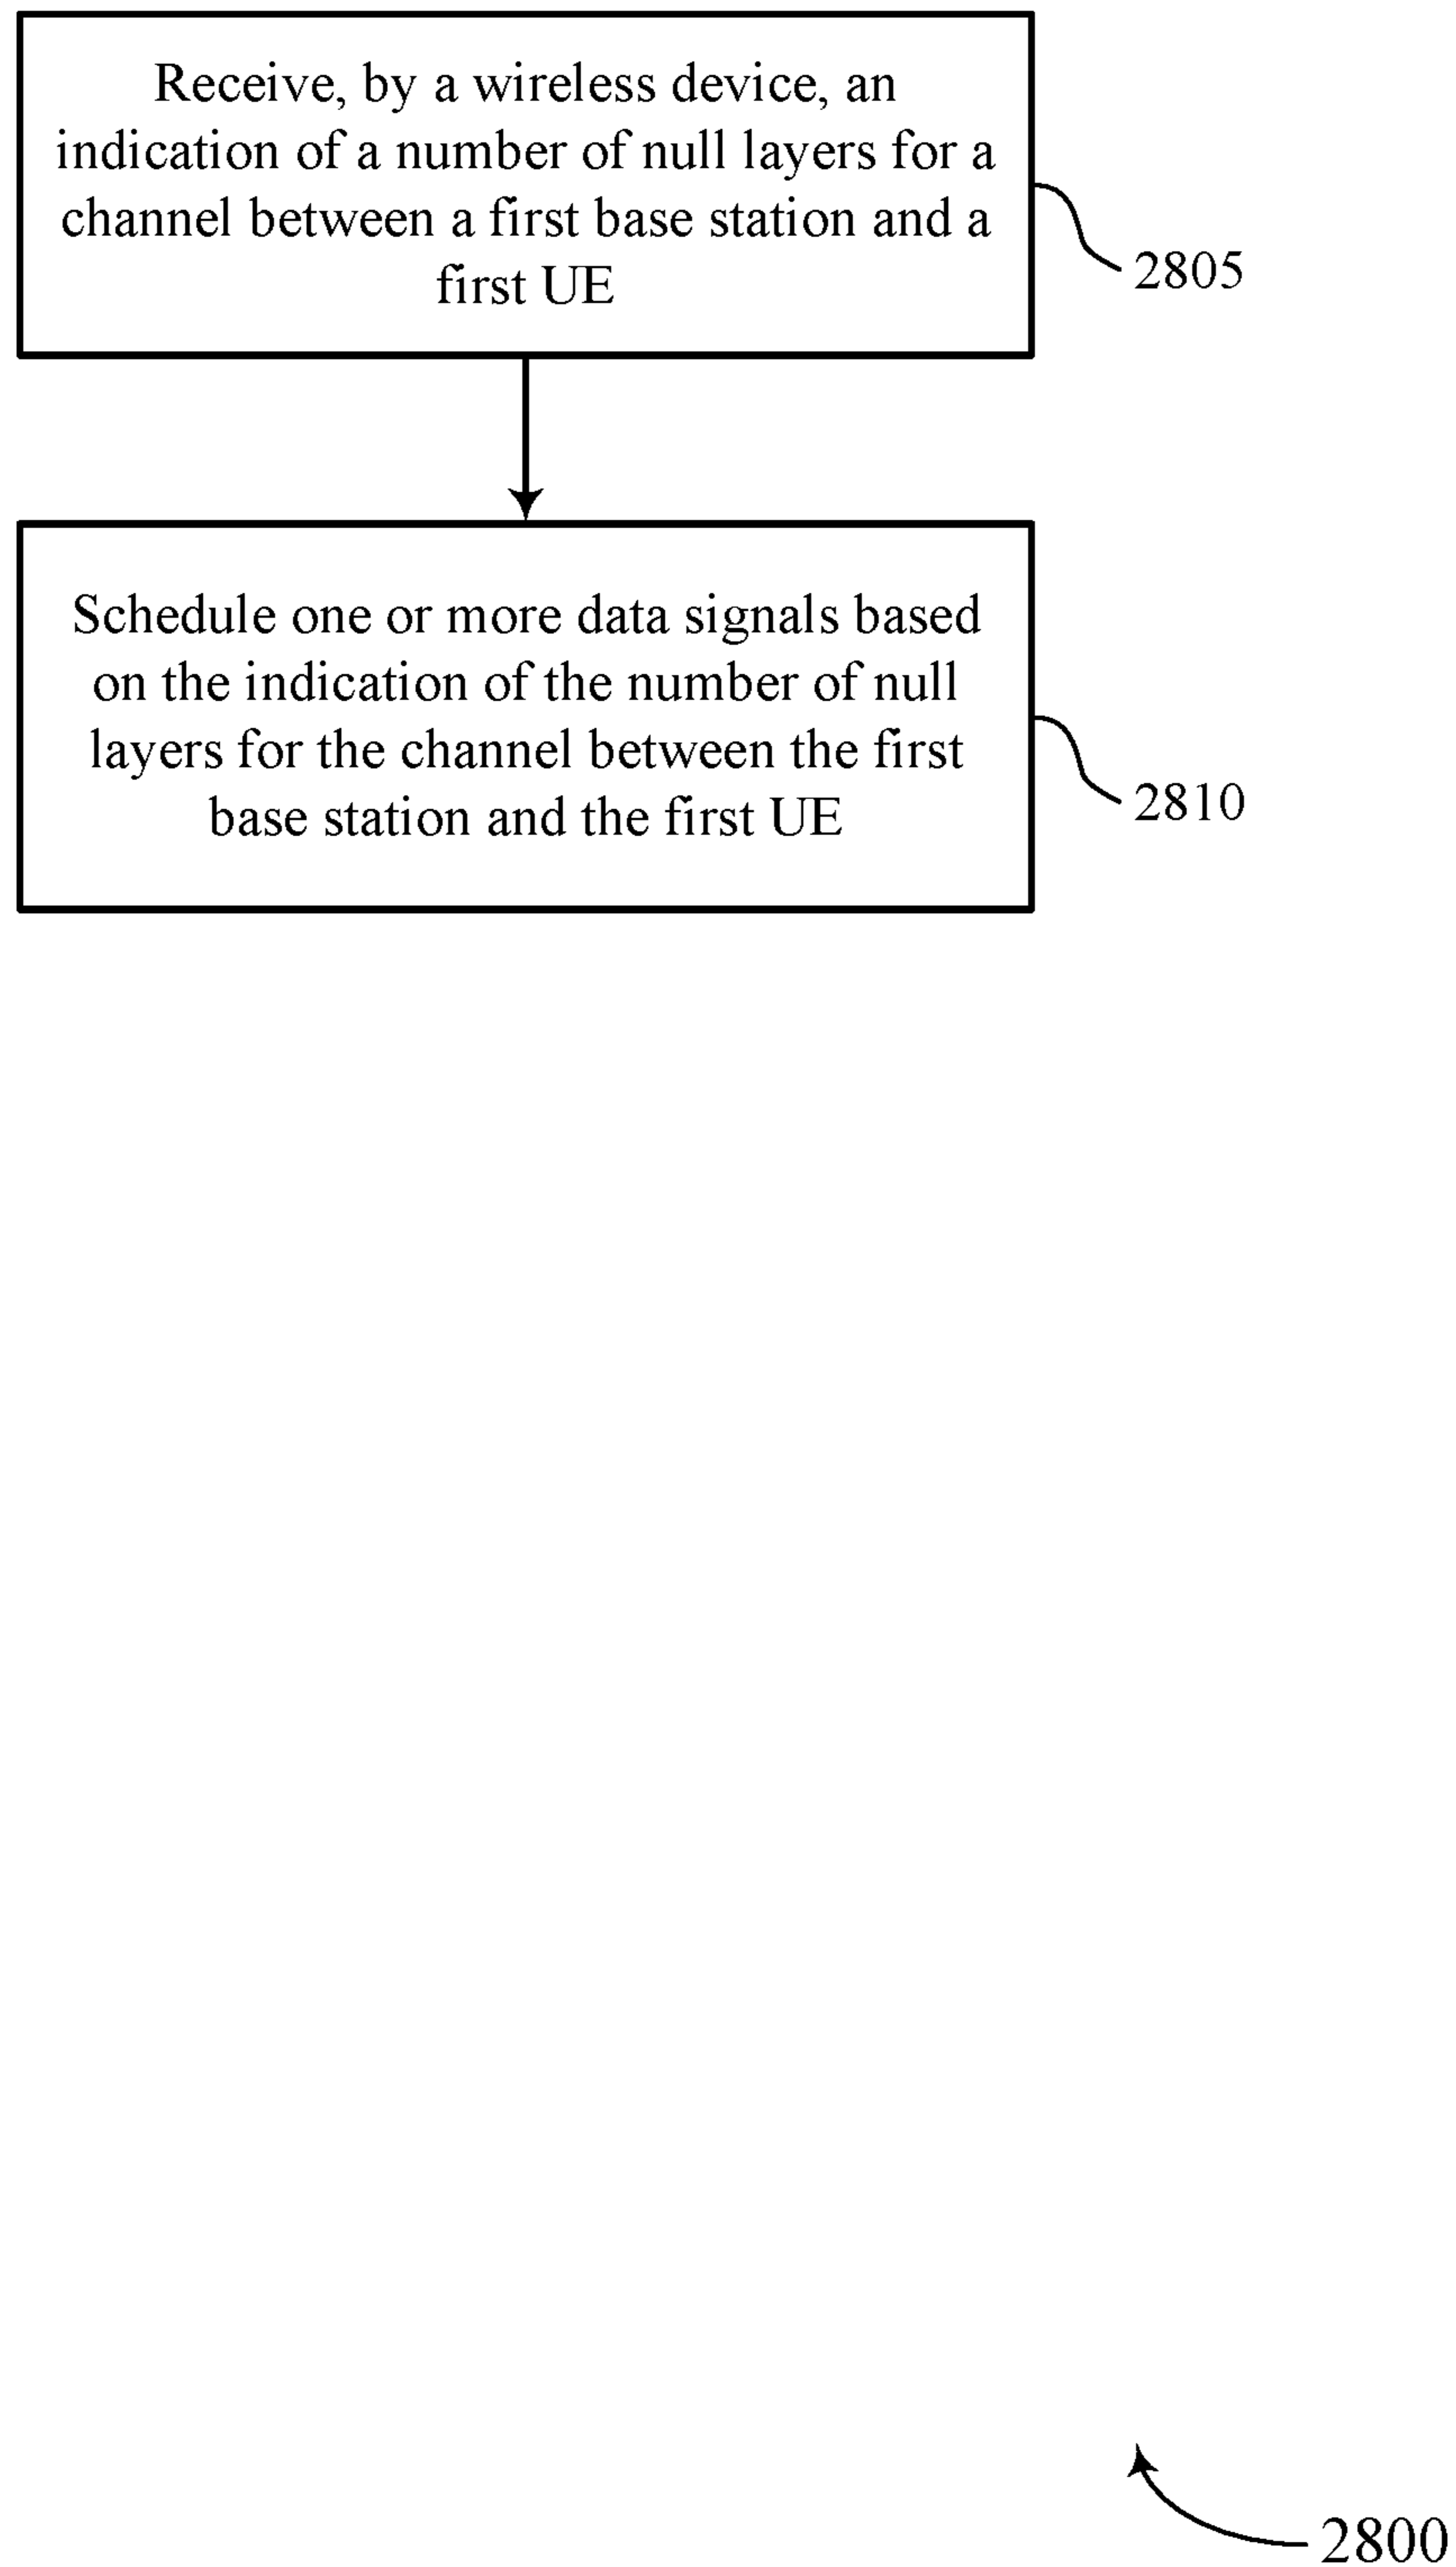 Receive, by a wireless device, an
indication of a number of null layers for a
channel between a first base station and a
first UE
2805
Schedule one or more data signals based
on the indication of the number of null
layers for the channel between the first
base station and the first UE
2810
2800